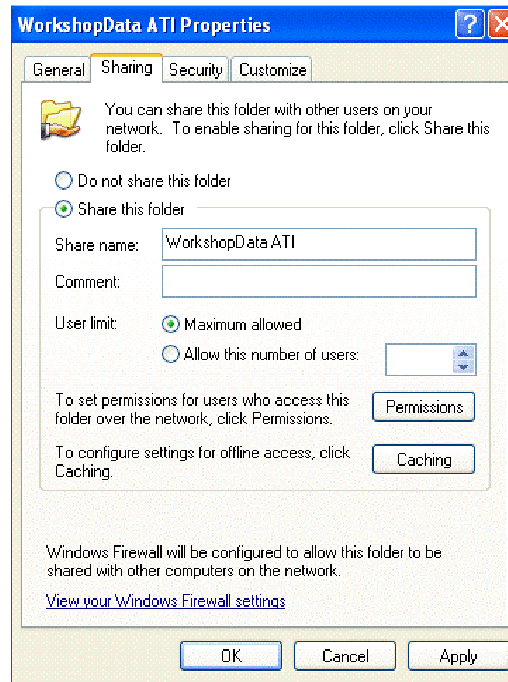 WorkshopData ATI Properties
General Sharing Security Customize
You can share this folder with other users on your
network. To enable sharing for this folder, click Share this
folder.
Do not share this folder
Share this folder
Share name: WorkshopData ATI
Comment:
User limit: Maximum allowed
Allow this number of users:
To set permissions for users who access this
folder over the network, click Permissions.
Permissions
To configure settings for offline access, click
Caching.
Caching
Windows Firewall will be configured to allow this folder to be
shared with other computers on the network.
View your Windows Firewall settings
OK Cancel Apply